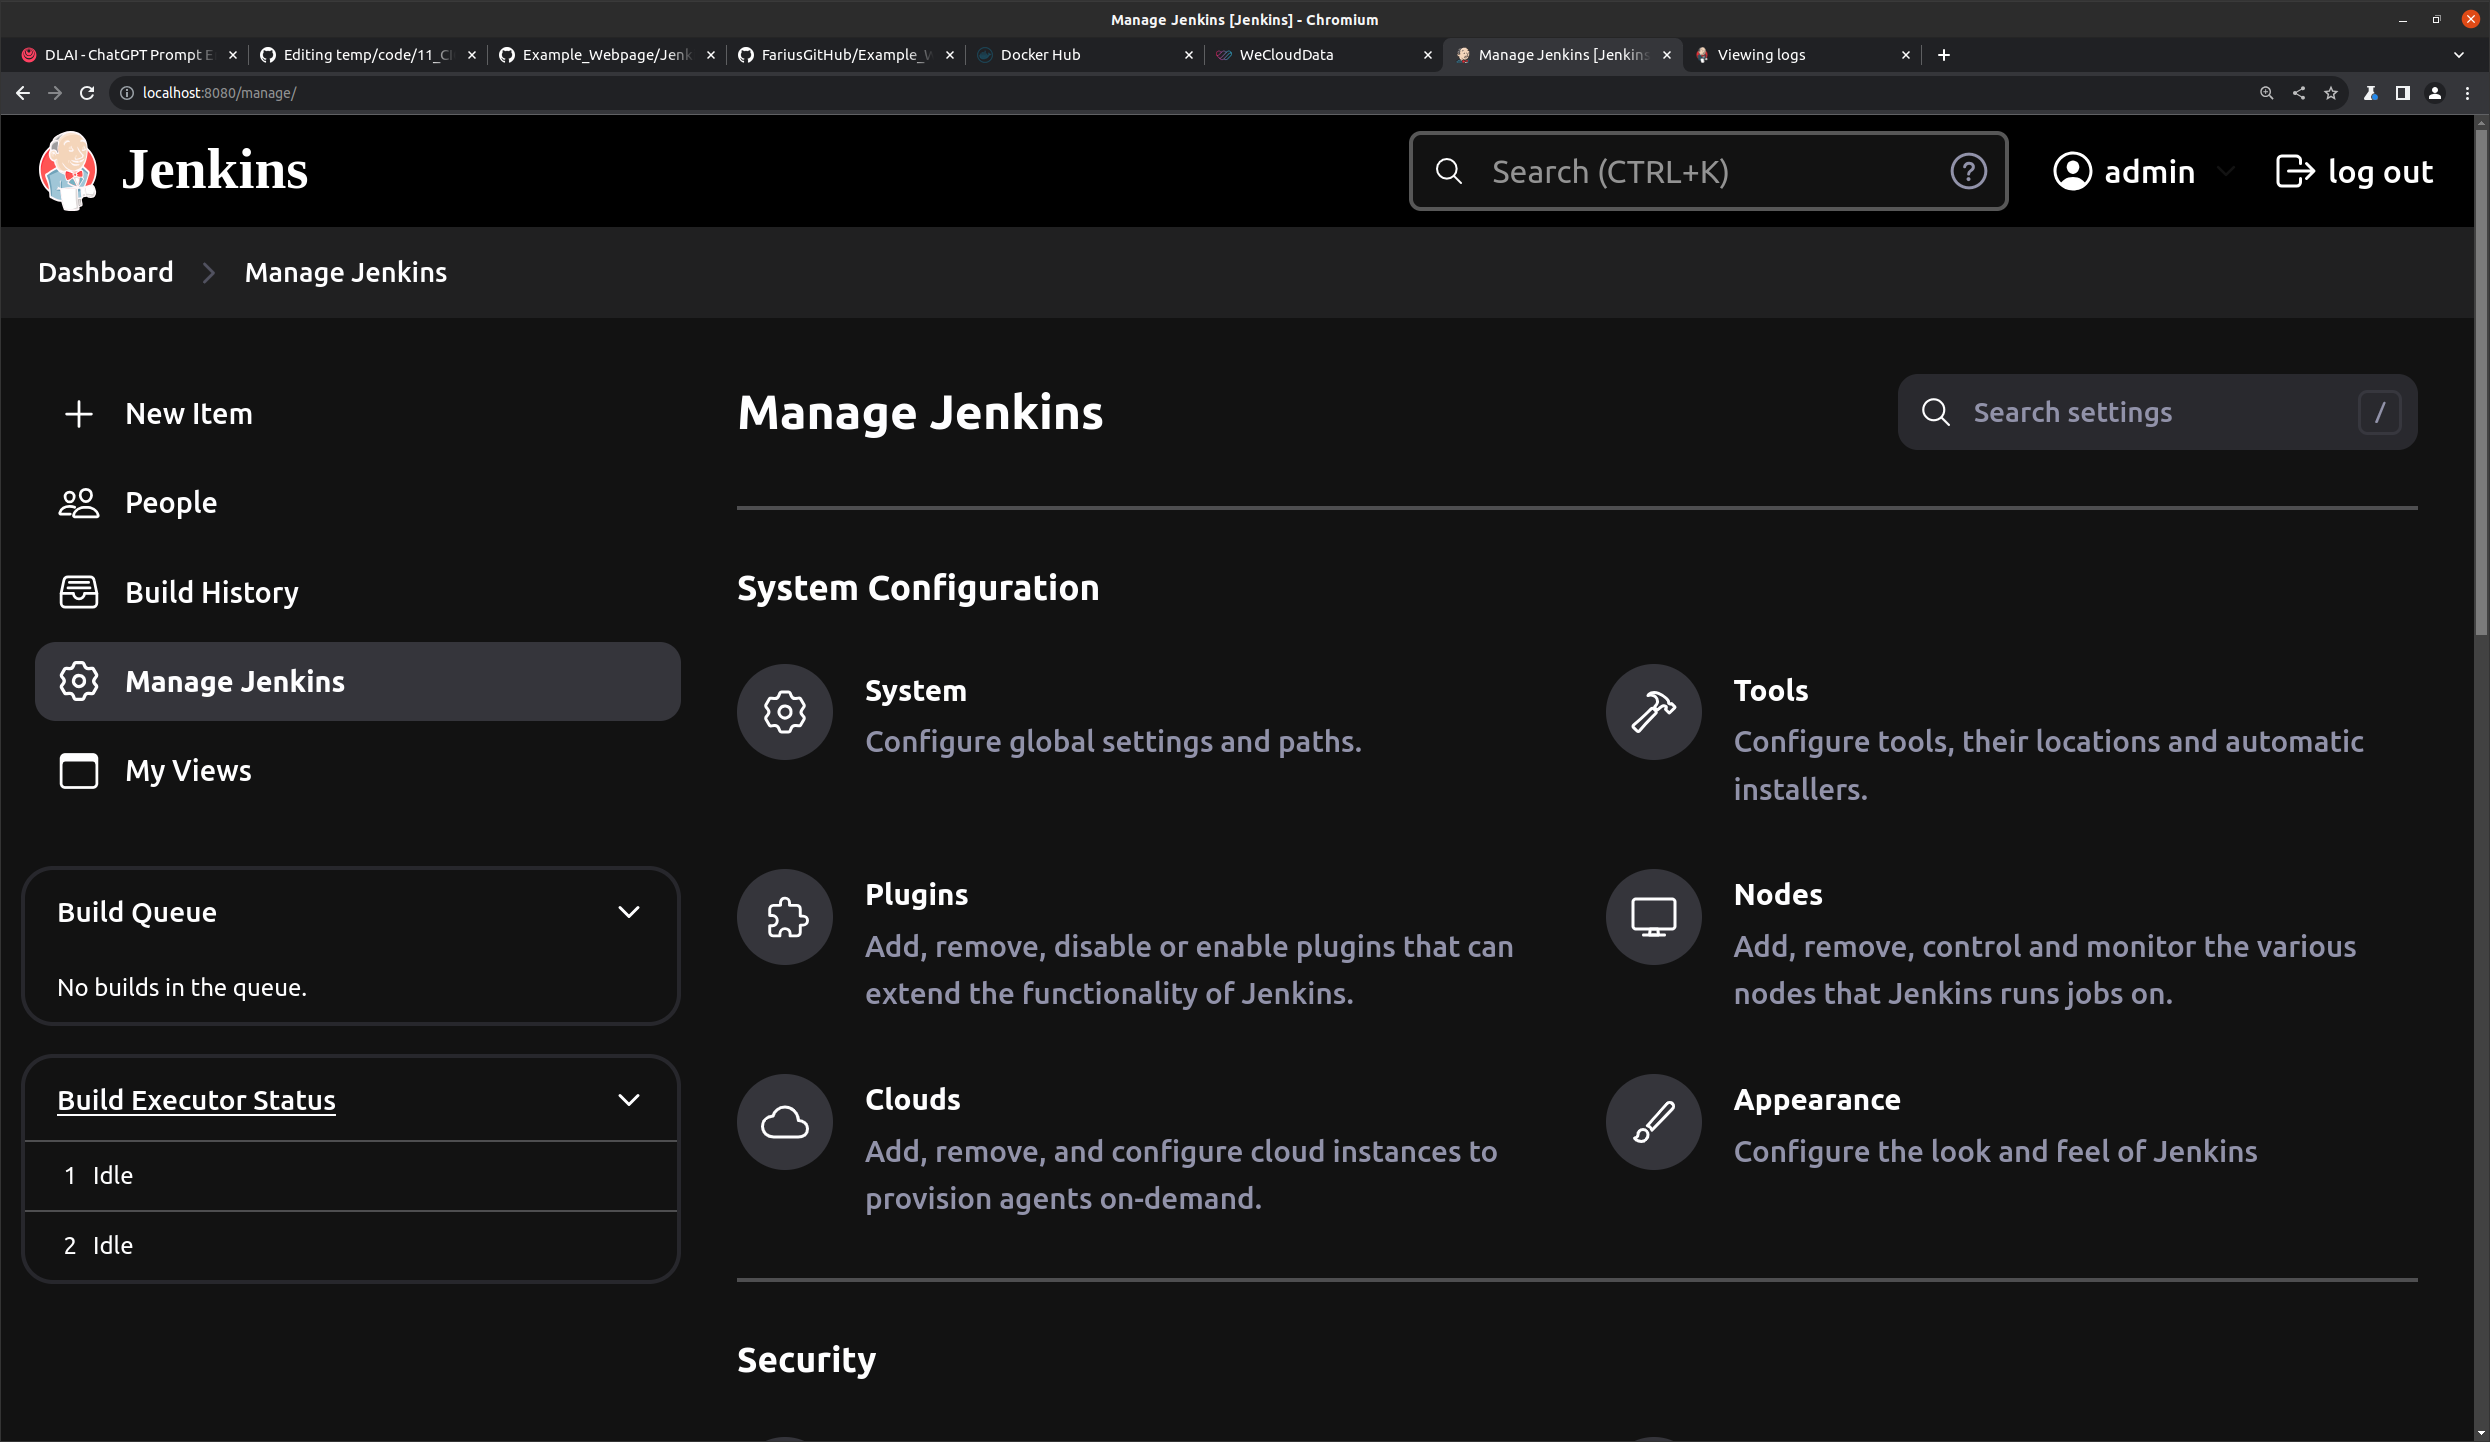 Manage Jenkins [Jenkins] - Chromium
DLAI - ChatGPT Prompt E
Editing temp/code/11_CI
Example_Webpage/Jenk
FariusGitHub/Example_W
Docker Hub
WeCloudData
Manage Jenkins [Jenkins
Viewing logs
localhost:8080/manage/
Jenkins
Search (CTRL+K)
?
admin
log out
Dashboard
Manage Jenkins
New Item
People
Build History
Manage Jenkins
My Views
Build Queue
No builds in the queue.
Build Executor Status
1 Idle
2 Idle
Manage Jenkins
Search settings
/
System Configuration
System
Configure global settings and paths.
Tools
Configure tools, their locations and automatic
installers.
Plugins
Add, remove, disable or enable plugins that can
extend the functionality of Jenkins.
Nodes
Add, remove, control and monitor the various
nodes that Jenkins runs jobs on.
Clouds
Add, remove, and configure cloud instances to
provision agents on-demand.
Appearance
Configure the look and feel of Jenkins
Security